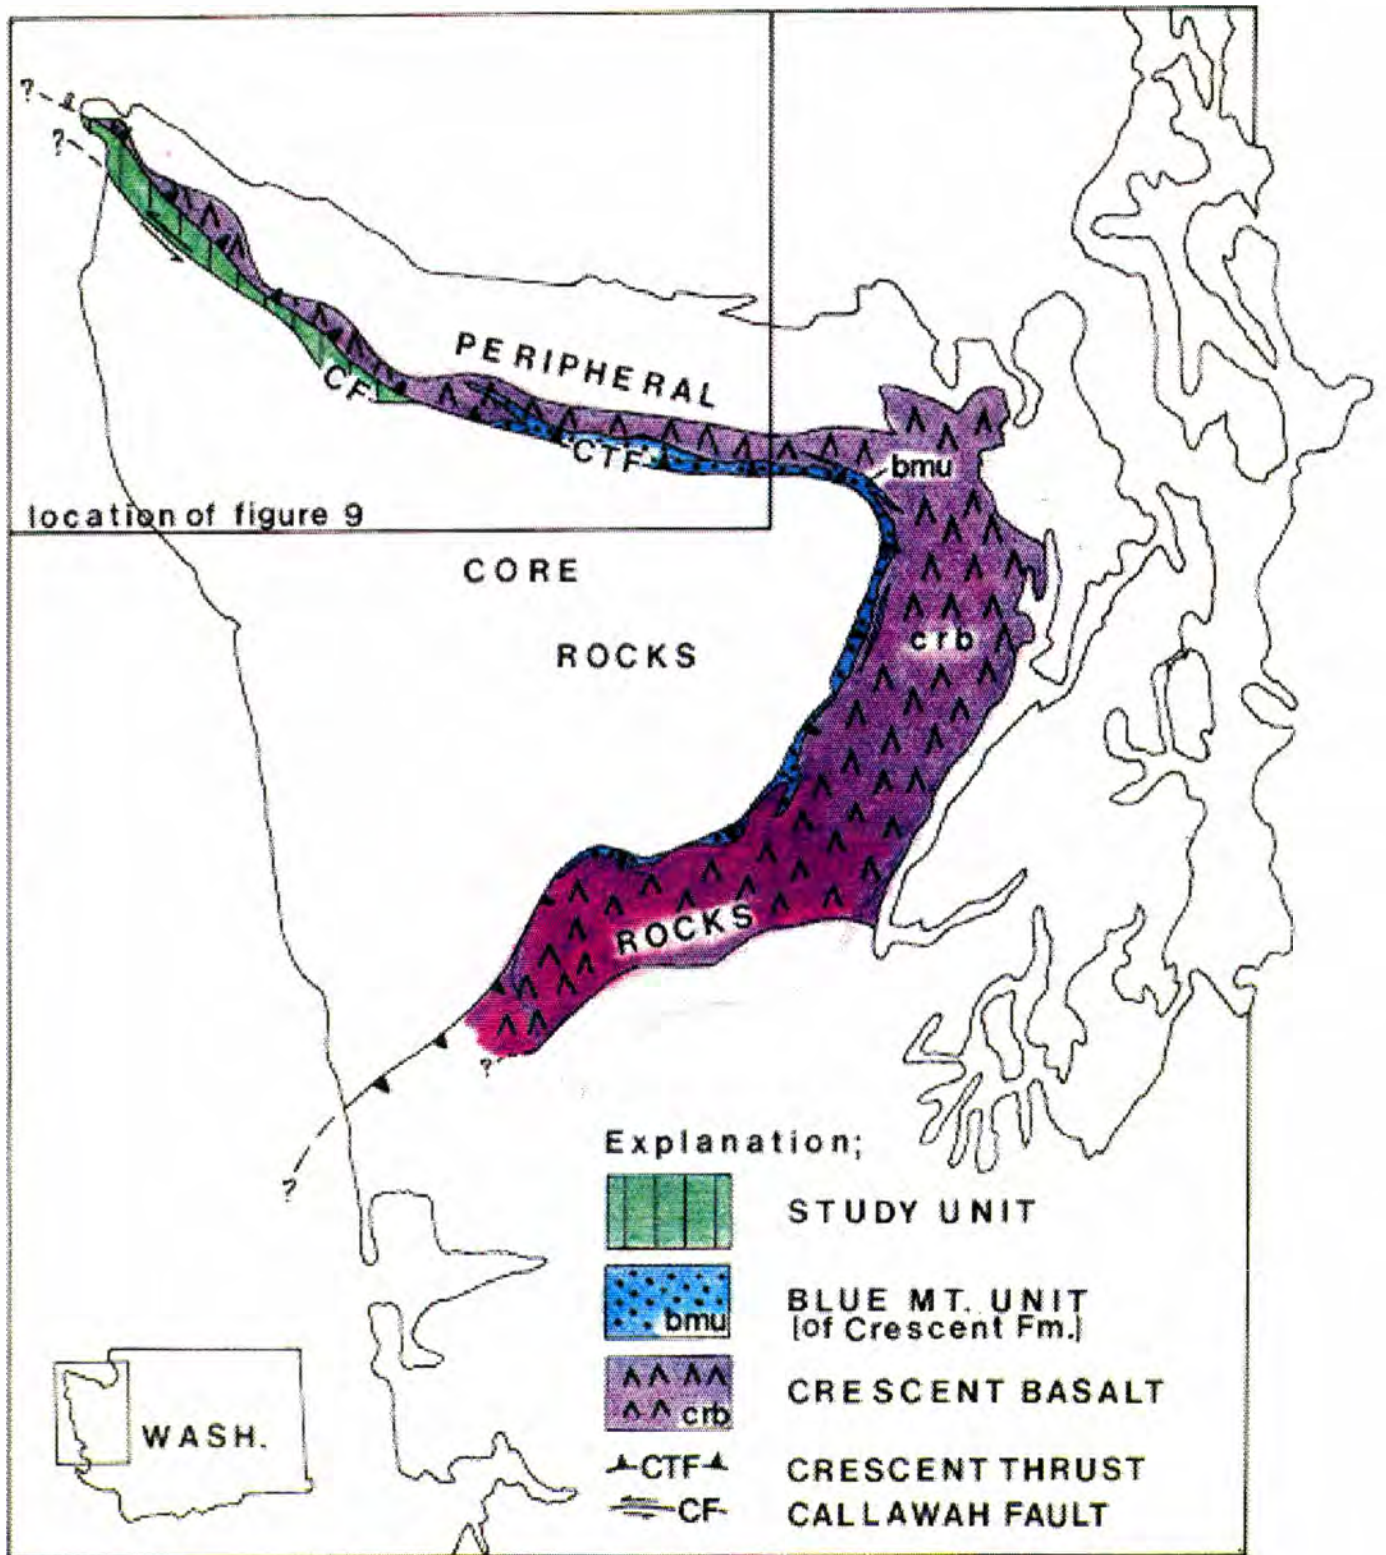 ?
?
PERIPHERAL
CF
CTF
bmu
location of figure 9
CORE
ROCKS
crb
ROCKS
?
?
Explanation;
STUDY UNIT
bmu
BLUE MT. UNIT
[of Crescent Fm.]
crb
CRESCENT BASALT
WASH.
CTF
CRESCENT THRUST
CF
CALLAWAH FAULT